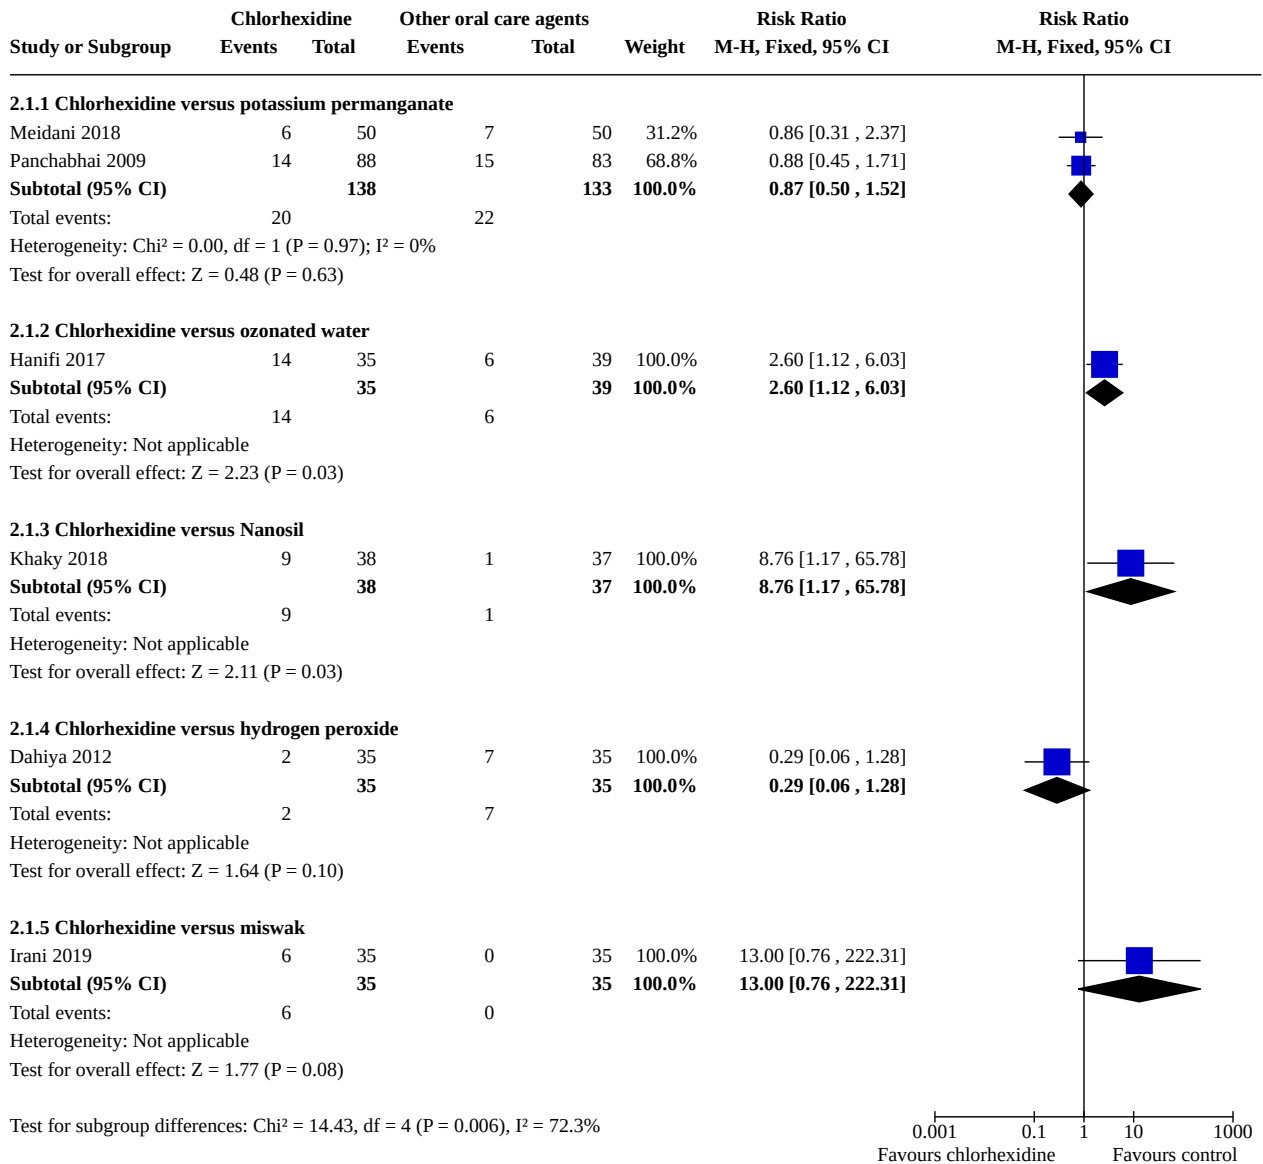 Chlorhexidine Other oral care agents Risk Ratio Risk Ratio
Study or Subgroup Events Total Events Total Weight M-H, Fixed, 95% CI M-H, Fixed, 95% CI
2.1.1 Chlorhexidine versus potassium permanganate
Meidani 2018 6 50 7 50 31.2% 0.86 [0.31 , 2.37]
Panchabhai 2009 14 88 15 83 68.8% 0.88 [0.45 , 1.71]
Subtotal (95% CI) 138 133 100.0% 0.87 [0.50 , 1.52]
Total events: 20 22
Heterogeneity: Chi² = 0.00, df = 1 (P = 0.97); I² = 0%
Test for overall effect: Z = 0.48 (P = 0.63)
2.1.2 Chlorhexidine versus ozonated water
Hanifi 2017 14 35 6 39 100.0% 2.60 [1.12 , 6.03]
Subtotal (95% CI) 35 39 100.0% 2.60 [1.12 , 6.03]
Total events: 14 6
Heterogeneity: Not applicable
Test for overall effect: Z = 2.23 (P = 0.03)
2.1.3 Chlorhexidine versus Nanosil
Khaky 2018 9 38 1 37 100.0% 8.76 [1.17 , 65.78]
Subtotal (95% CI) 38 37 100.0% 8.76 [1.17 , 65.78]
Total events: 9 1
Heterogeneity: Not applicable
Test for overall effect: Z = 2.11 (P = 0.03)
2.1.4 Chlorhexidine versus hydrogen peroxide
Dahiya 2012 2 35 7 35 100.0% 0.29 [0.06 , 1.28]
Subtotal (95% CI) 35 35 100.0% 0.29 [0.06 , 1.28]
Total events: 2 7
Heterogeneity: Not applicable
Test for overall effect: Z = 1.64 (P = 0.10)
2.1.5 Chlorhexidine versus miswak
Irani 2019 6 35 0 35 100.0% 13.00 [0.76 , 222.31]
Subtotal (95% CI) 35 35 100.0% 13.00 [0.76 , 222.31]
Total events: 6 0
Heterogeneity: Not applicable
Test for overall effect: Z = 1.77 (P = 0.08)
Test for subgroup differences: Chi² = 14.43, df = 4 (P = 0.006), I² = 72.3%
0.001 0.1 1 10 1000
Favours chlorhexidine Favours control